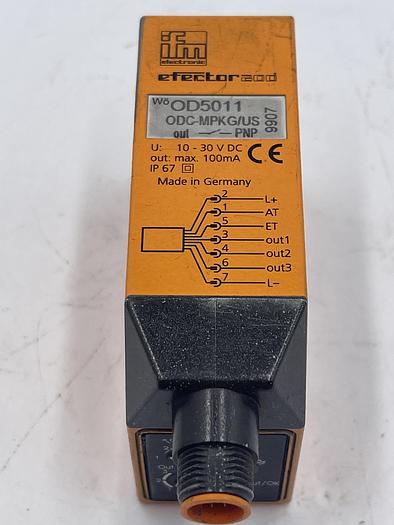 ifm
electronic
efector200
Wö OD5011
ODC-MPKG/US
out PNP
9907
U: 10 - 30 V DC
out: max. 100mA
CE
IP 67
Made in Germany
2 L+
1 AT
5 ET
3 out1
4 out2
6 out3
7 L-